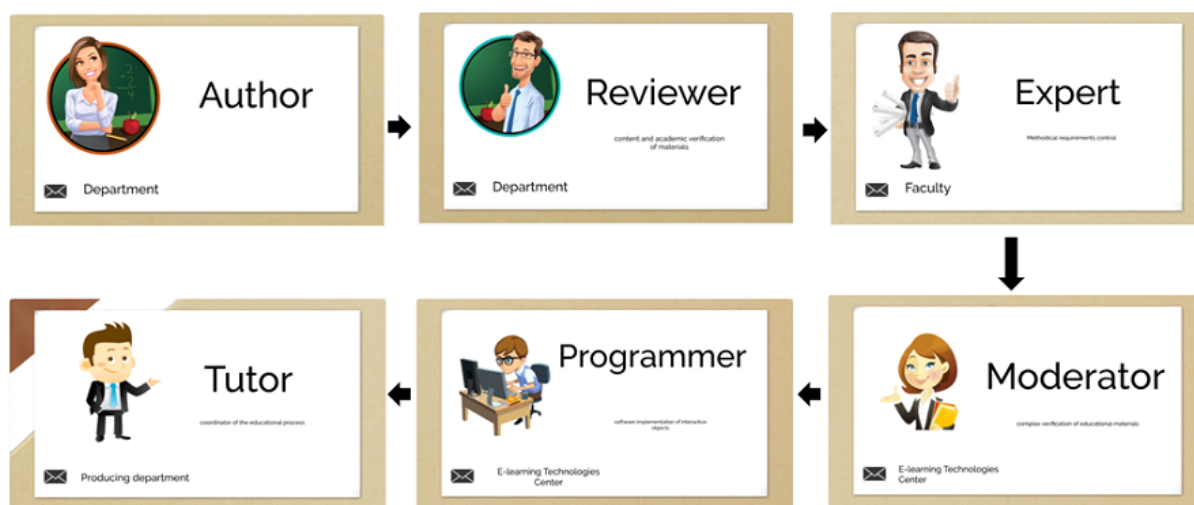 Author
Department
Reviewer
content and academic verification
of materials
Department
Expert
Methodical requirements control
Faculty
Tutor
coordinator of the educational process
Producing department
Programmer
software implementation of interactive
objects
E-learning Technologies
Center
Moderator
complex verification of educational materials
E-learning Technologies
Center